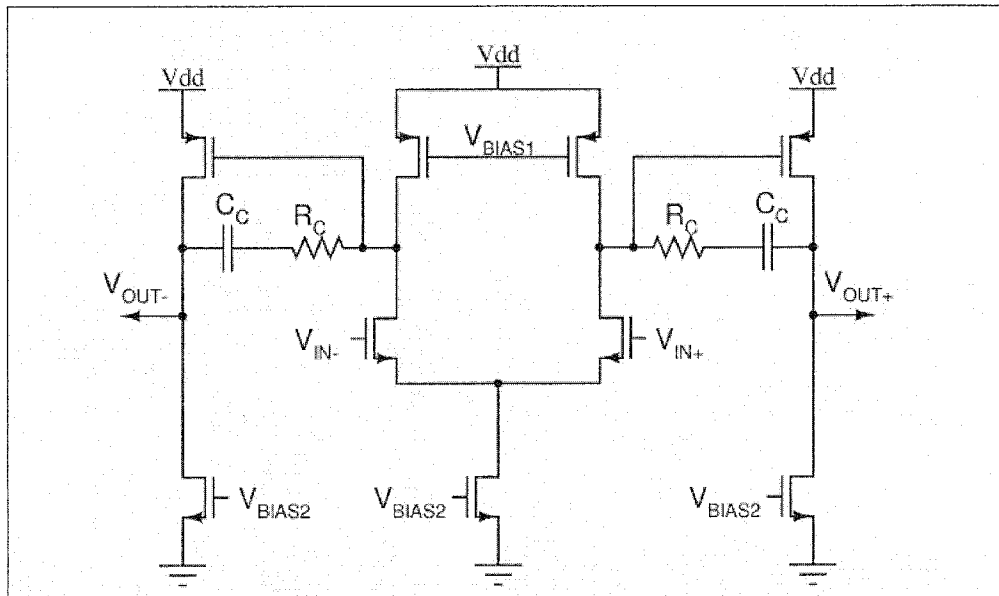 Vdd
Vdd
Vdd
V_BIAS1
C_C
R_C
R_C
C_C
V_OUT-
V_OUT+
V_IN-
V_IN+
V_BIAS2
V_BIAS2
V_BIAS2